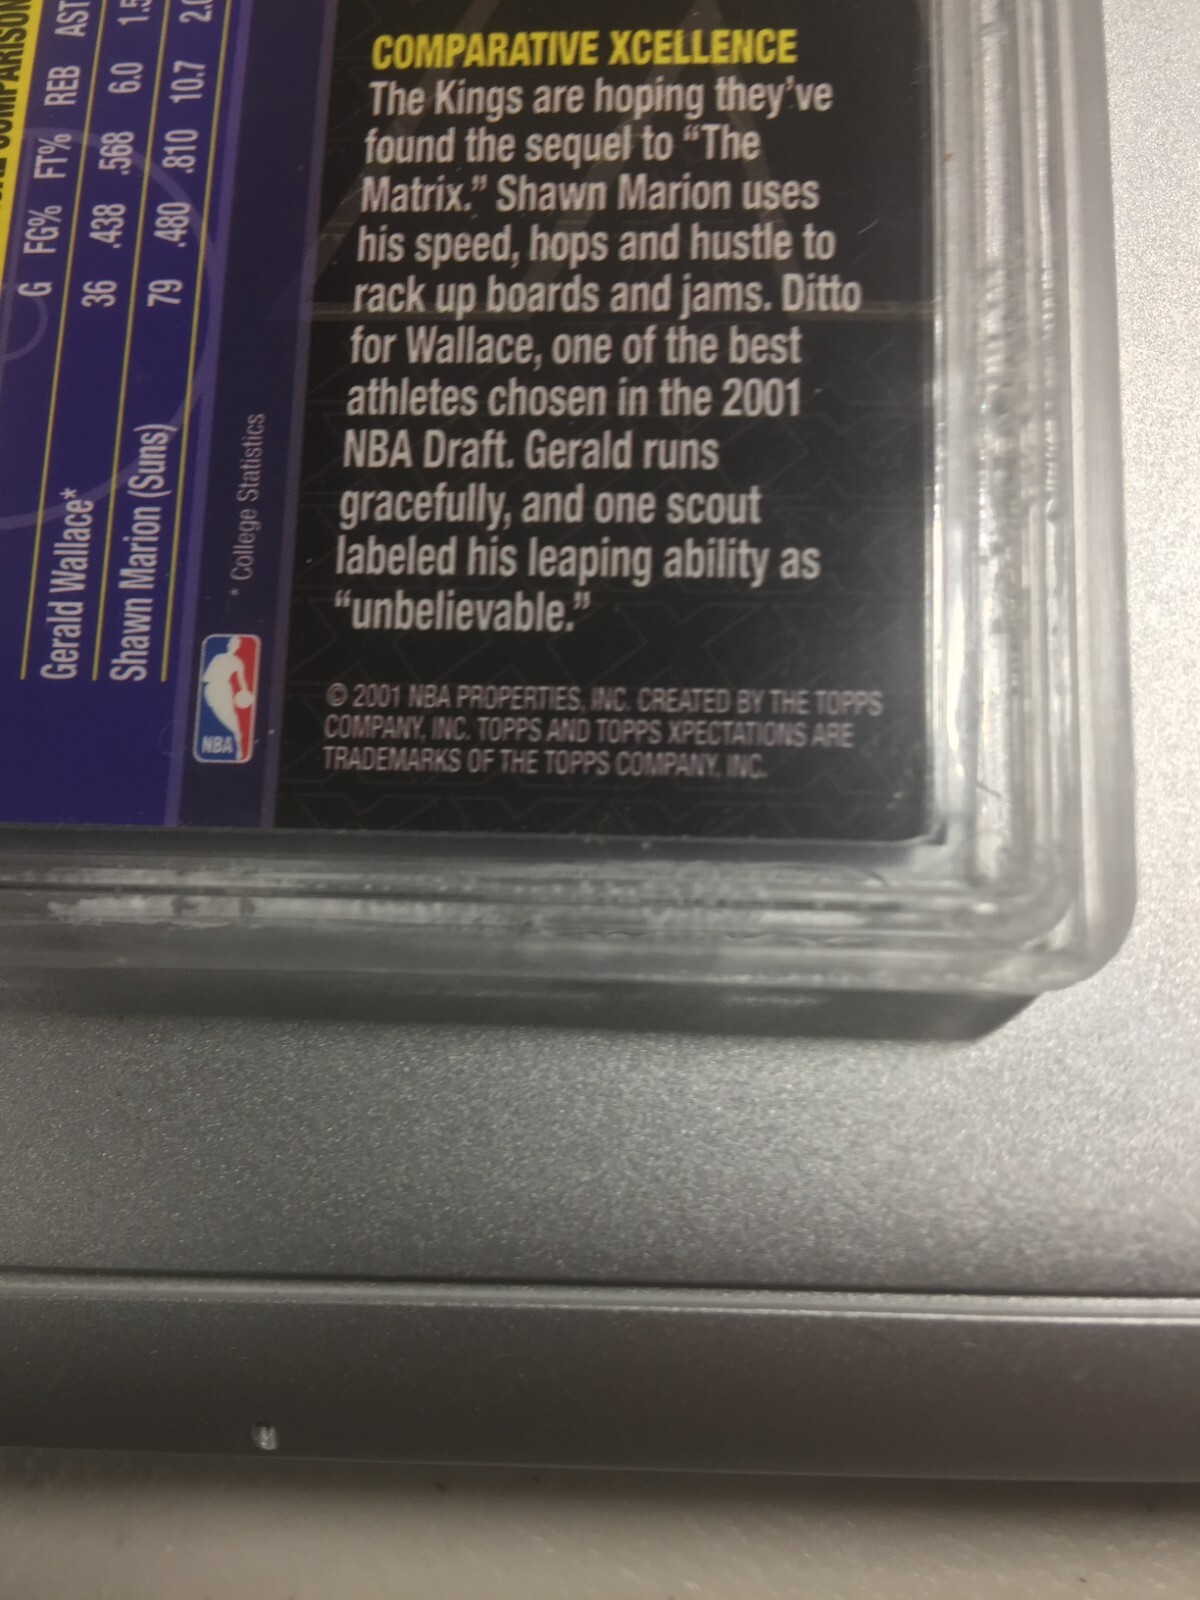 G FG% FT% REB AST
Gerald Wallace* 36 .438 .568 6.0
Shawn Marion (Suns) 79 .480 .810 10.7
* College Statistics
NBA
COMPARATIVE XCELLENCE
The Kings are hoping they've
found the sequel to “The
Matrix.” Shawn Marion uses
his speed, hops and hustle to
rack up boards and jams. Ditto
for Wallace, one of the best
athletes chosen in the 2001
NBA Draft. Gerald runs
gracefully, and one scout
labeled his leaping ability as
“unbelievable.”
© 2001 NBA PROPERTIES, INC. CREATED BY THE TOPPS
COMPANY, INC. TOPPS AND TOPPS XPECTATIONS ARE
TRADEMARKS OF THE TOPPS COMPANY, INC.